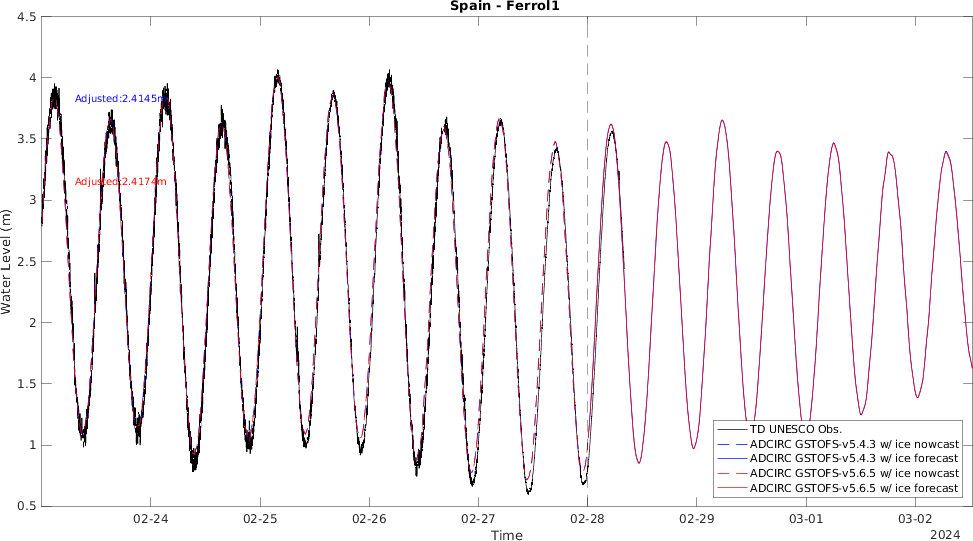 Spain - Ferrol1
4.5
4
3.5
3
2.5
2
1.5
1
0.5
Water Level (m)
Adjusted:2.4145m
Adjusted:2.4174m
TD UNESCO Obs.
ADCIRC GSTOFS-v5.4.3 w/ ice nowcast
ADCIRC GSTOFS-v5.4.3 w/ ice forecast
ADCIRC GSTOFS-v5.6.5 w/ ice nowcast
ADCIRC GSTOFS-v5.6.5 w/ ice forecast
02-24 02-25 02-26 02-27 02-28 02-29 03-01 03-02
Time
2024